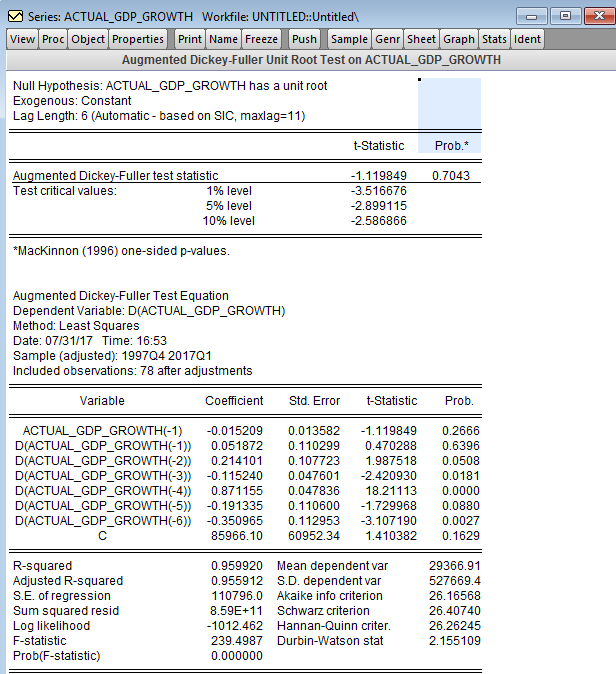 Series: ACTUAL_GDP_GROWTH Workfile: UNTITLED::Untitled\
View Proc Object Properties Print Name Freeze Push Sample Genr Sheet Graph Stats Ident
Augmented Dickey-Fuller Unit Root Test on ACTUAL_GDP_GROWTH
Null Hypothesis: ACTUAL_GDP_GROWTH has a unit root
Exogenous: Constant
Lag Length: 6 (Automatic - based on SIC, maxlag=11)
t-Statistic Prob.*
Augmented Dickey-Fuller test statistic -1.119849 0.7043
Test critical values: 1% level -3.516676
5% level -2.899115
10% level -2.586866
*MacKinnon (1996) one-sided p-values.
Augmented Dickey-Fuller Test Equation
Dependent Variable: D(ACTUAL_GDP_GROWTH)
Method: Least Squares
Date: 07/31/17 Time: 16:53
Sample (adjusted): 1997Q4 2017Q1
Included observations: 78 after adjustments
Variable Coefficient Std. Error t-Statistic Prob.
ACTUAL_GDP_GROWTH(-1) -0.015209 0.013582 -1.119849 0.2666
D(ACTUAL_GDP_GROWTH(-1)) 0.051872 0.110299 0.470288 0.6396
D(ACTUAL_GDP_GROWTH(-2)) 0.214101 0.107723 1.987518 0.0508
D(ACTUAL_GDP_GROWTH(-3)) -0.115240 0.047601 -2.420930 0.0181
D(ACTUAL_GDP_GROWTH(-4)) 0.871155 0.047836 18.21113 0.0000
D(ACTUAL_GDP_GROWTH(-5)) -0.191335 0.110600 -1.729968 0.0880
D(ACTUAL_GDP_GROWTH(-6)) -0.350965 0.112953 -3.107190 0.0027
C 85966.10 60952.34 1.410382 0.1629
R-squared 0.959920 Mean dependent var 29366.91
Adjusted R-squared 0.955912 S.D. dependent var 527669.4
S.E. of regression 110796.0 Akaike info criterion 26.16568
Sum squared resid 8.59E+11 Schwarz criterion 26.40740
Log likelihood -1012.462 Hannan-Quinn criter. 26.26245
F-statistic 239.4987 Durbin-Watson stat 2.155109
Prob(F-statistic) 0.000000